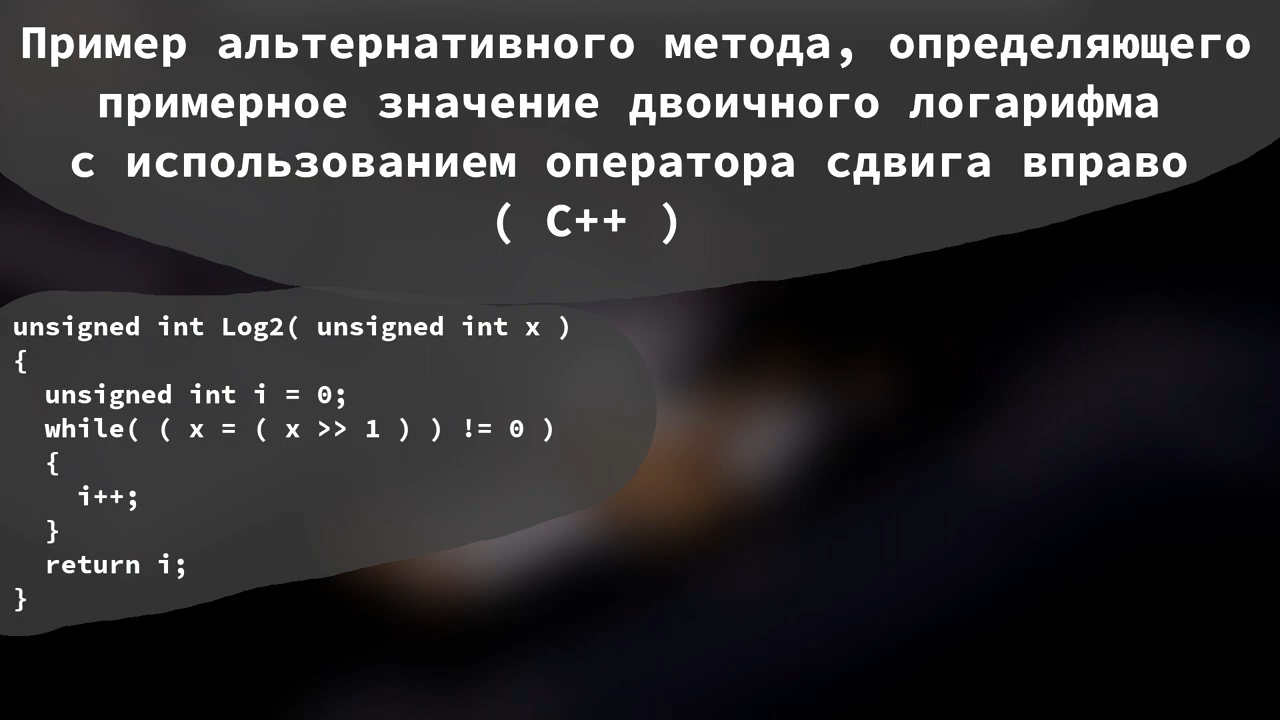 Пример альтернативного метода, определяющего
примерное значение двоичного логарифма
с использованием оператора сдвига вправо
( C++ )
unsigned int Log2( unsigned int x )
{
  unsigned int i = 0;
  while( ( x = ( x >> 1 ) ) != 0 )
  {
    i++;
  }
  return i;
}